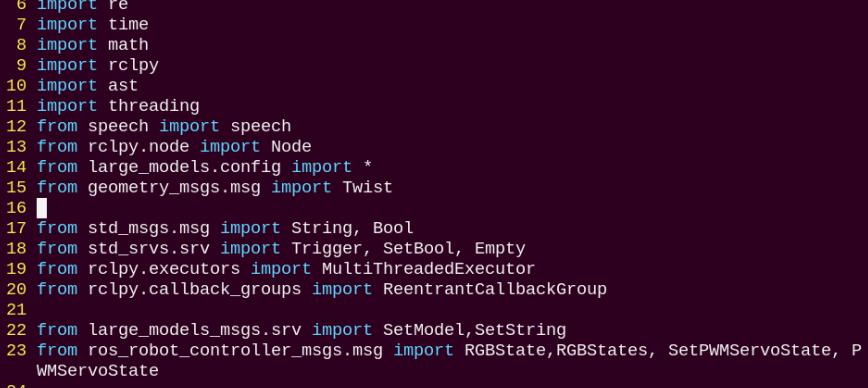 6 import re
7 import time
8 import math
9 import rclpy
10 import ast
11 import threading
12 from speech import speech
13 from rclpy.node import Node
14 from large_models.config import *
15 from geometry_msgs.msg import Twist
16
17 from std_msgs.msg import String, Bool
18 from std_srvs.srv import Trigger, SetBool, Empty
19 from rclpy.executors import MultiThreadedExecutor
20 from rclpy.callback_groups import ReentrantCallbackGroup
21
22 from large_models_msgs.srv import SetModel,SetString
23 from ros_robot_controller_msgs.msg import RGBState,RGBStates, SetPWMServoState, P
WMServoState